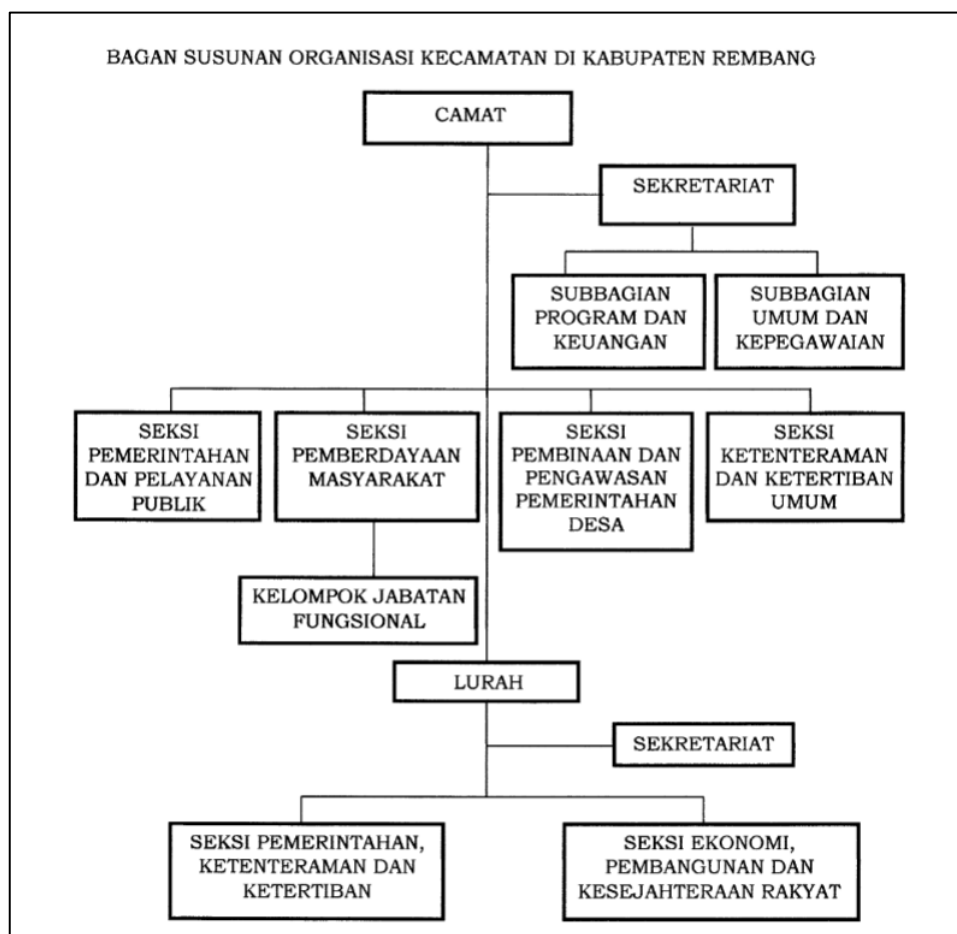 BAGAN SUSUNAN ORGANISASI KECAMATAN DI KABUPATEN REMBANG
CAMAT
SEKRETARIAT
SUBBAGIAN
PROGRAM DAN
KEUANGAN
SUBBAGIAN
UMUM DAN
KEPEGAWAIAN
SEKSI
PEMERINTAHAN
DAN PELAYANAN
PUBLIK
SEKSI
PEMBERDAYAAN
MASYARAKAT
SEKSI
PEMBINAAN DAN
PENGAWASAN
PEMERINTAHAN
DESA
SEKSI
KETENTERAMAN
DAN KETERTIBAN
UMUM
KELOMPOK JABATAN
FUNGSIONAL
LURAH
SEKRETARIAT
SEKSI PEMERINTAHAN,
KETENTERAMAN DAN
KETERTIBAN
SEKSI EKONOMI,
PEMBANGUNAN DAN
KESEJAHTERAAN RAKYAT